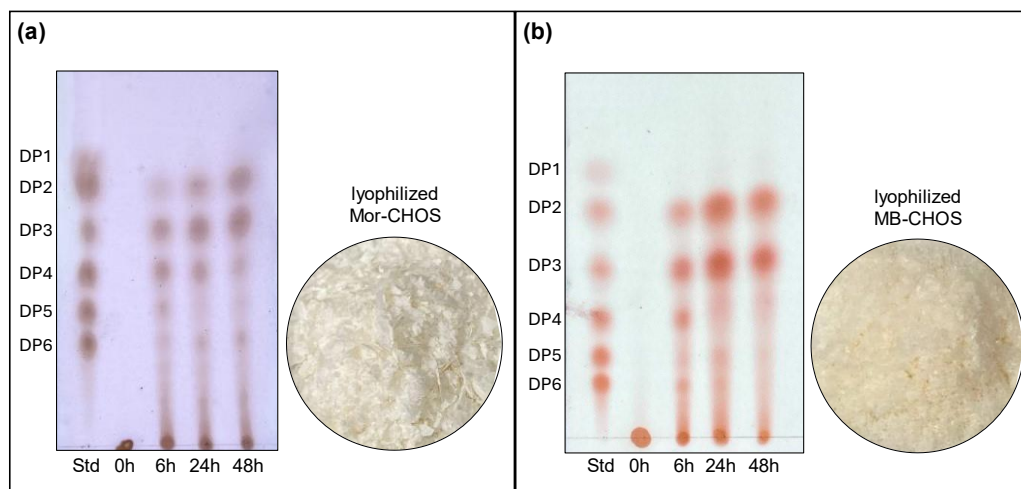 (a)
DP1
DP2
DP3
DP4
DP5
DP6
Std 0h 6h 24h 48h
lyophilized
Mor-CHOS
(b)
DP1
DP2
DP3
DP4
DP5
DP6
Std 0h 6h 24h 48h
lyophilized
MB-CHOS